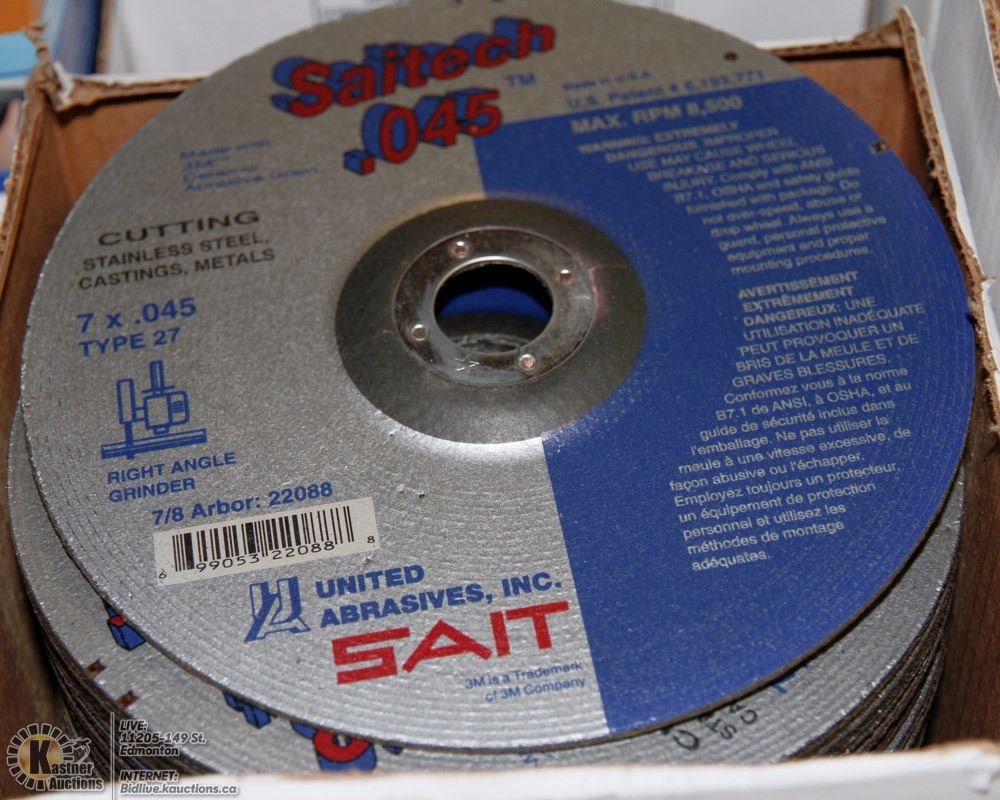 Saitech™
.045
Made in U.S.A.
U.S. Patent # 5,193,771
MAX. RPM 8,500
Made with
3M™
Ceramic
Abrasive Grain
CUTTING
STAINLESS STEEL,
CASTINGS, METALS
7 x .045
TYPE 27
RIGHT ANGLE
GRINDER
7/8 Arbor: 22088
6 99053 22088 8
UNITED
ABRASIVES, INC.
SAIT
3M is a Trademark
of 3M Company
WARNING: EXTREMELY
DANGEROUS IMPROPER
USE MAY CAUSE WHEEL
BREAKAGE AND SERIOUS
INJURY. Comply with ANSI
B7.1, OSHA and safety guide
furnished with package. Do
not over-speed, abuse or
drop wheel. Always use a
guard, personal protective
equipment and proper
mounting procedures.
AVERTISSEMENT
EXTRÊMEMENT
DANGEREUX: UNE
UTILISATION INADÉQUATE
PEUT PROVOQUER UN
BRIS DE LA MEULE ET DE
GRAVES BLESSURES.
Conformez vous à la norme
B7.1 de ANSI, à OSHA, et au
guide de sécurité inclus dans
l'emballage. Ne pas utiliser la
meule à une vitesse excessive, de
façon abusive ou l'échapper.
Employez toujours un protecteur,
un équipement de protection
personnel et utilisez les
méthodes de montage
adéquates.
Kastner
Auctions
LIVE:
11205-149 St.
Edmonton
INTERNET:
Bidlive.kauctions.ca